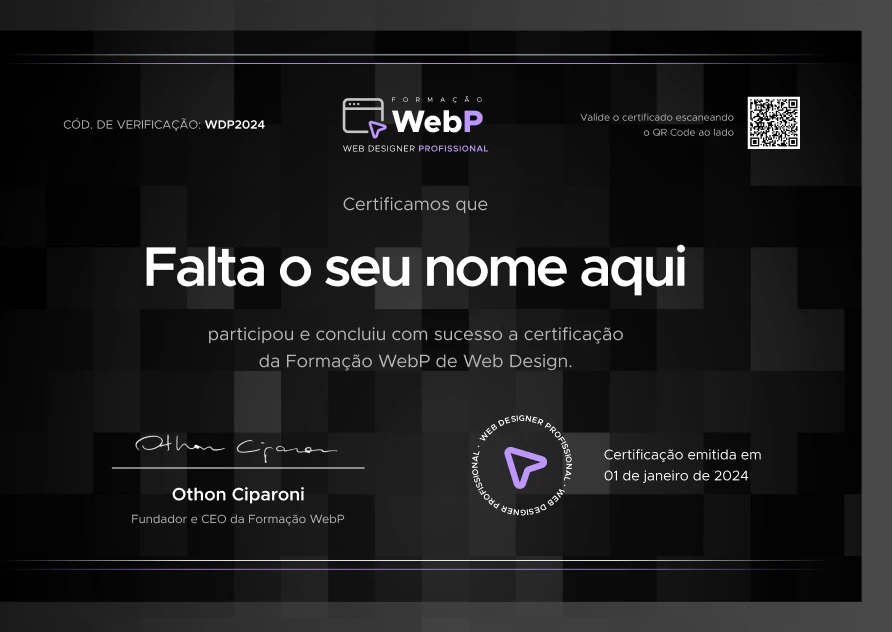 CÓD. DE VERIFICAÇÃO: WDP2024
FORMAÇÃO
WebP
WEB DESIGNER PROFISSIONAL
Valide o certificado escaneando
o QR Code ao lado
Certificamos que
Falta o seu nome aqui
participou e concluiu com sucesso a certificação
da Formação WebP de Web Design.
Othon Ciparoni
Othon Ciparoni
Fundador e CEO da Formação WebP
WEB DESIGNER PROFISSIONAL · WEB DESIGNER PROFISSIONAL ·
Certificação emitida em
01 de janeiro de 2024